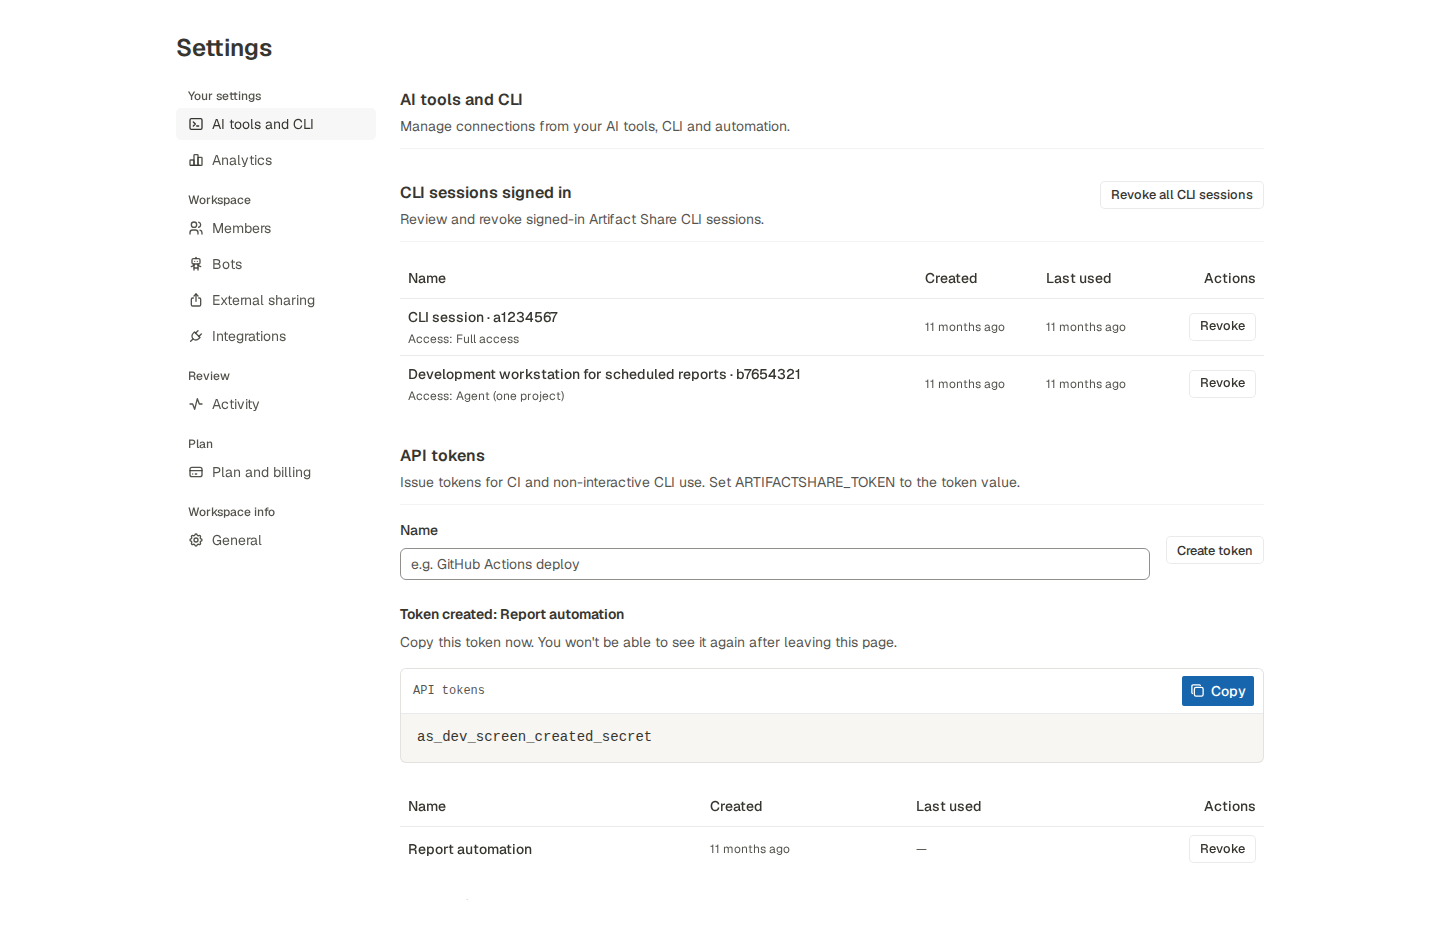 Settings
Your settings
AI tools and CLI
Analytics
Workspace
Members
Bots
External sharing
Integrations
Review
Activity
Plan
Plan and billing
Workspace info
General
AI tools and CLI
Manage connections from your AI tools, CLI and automation.
CLI sessions signed in
Revoke all CLI sessions
Review and revoke signed-in Artifact Share CLI sessions.
Name Created Last used Actions
CLI session · a1234567
Access: Full access
11 months ago 11 months ago Revoke
Development workstation for scheduled reports · b7654321
Access: Agent (one project)
11 months ago 11 months ago Revoke
API tokens
Issue tokens for CI and non-interactive CLI use. Set ARTIFACTSHARE_TOKEN to the token value.
Name
e.g. GitHub Actions deploy
Create token
Token created: Report automation
Copy this token now. You won't be able to see it again after leaving this page.
API tokens
Copy
as_dev_screen_created_secret
Name Created Last used Actions
Report automation 11 months ago — Revoke